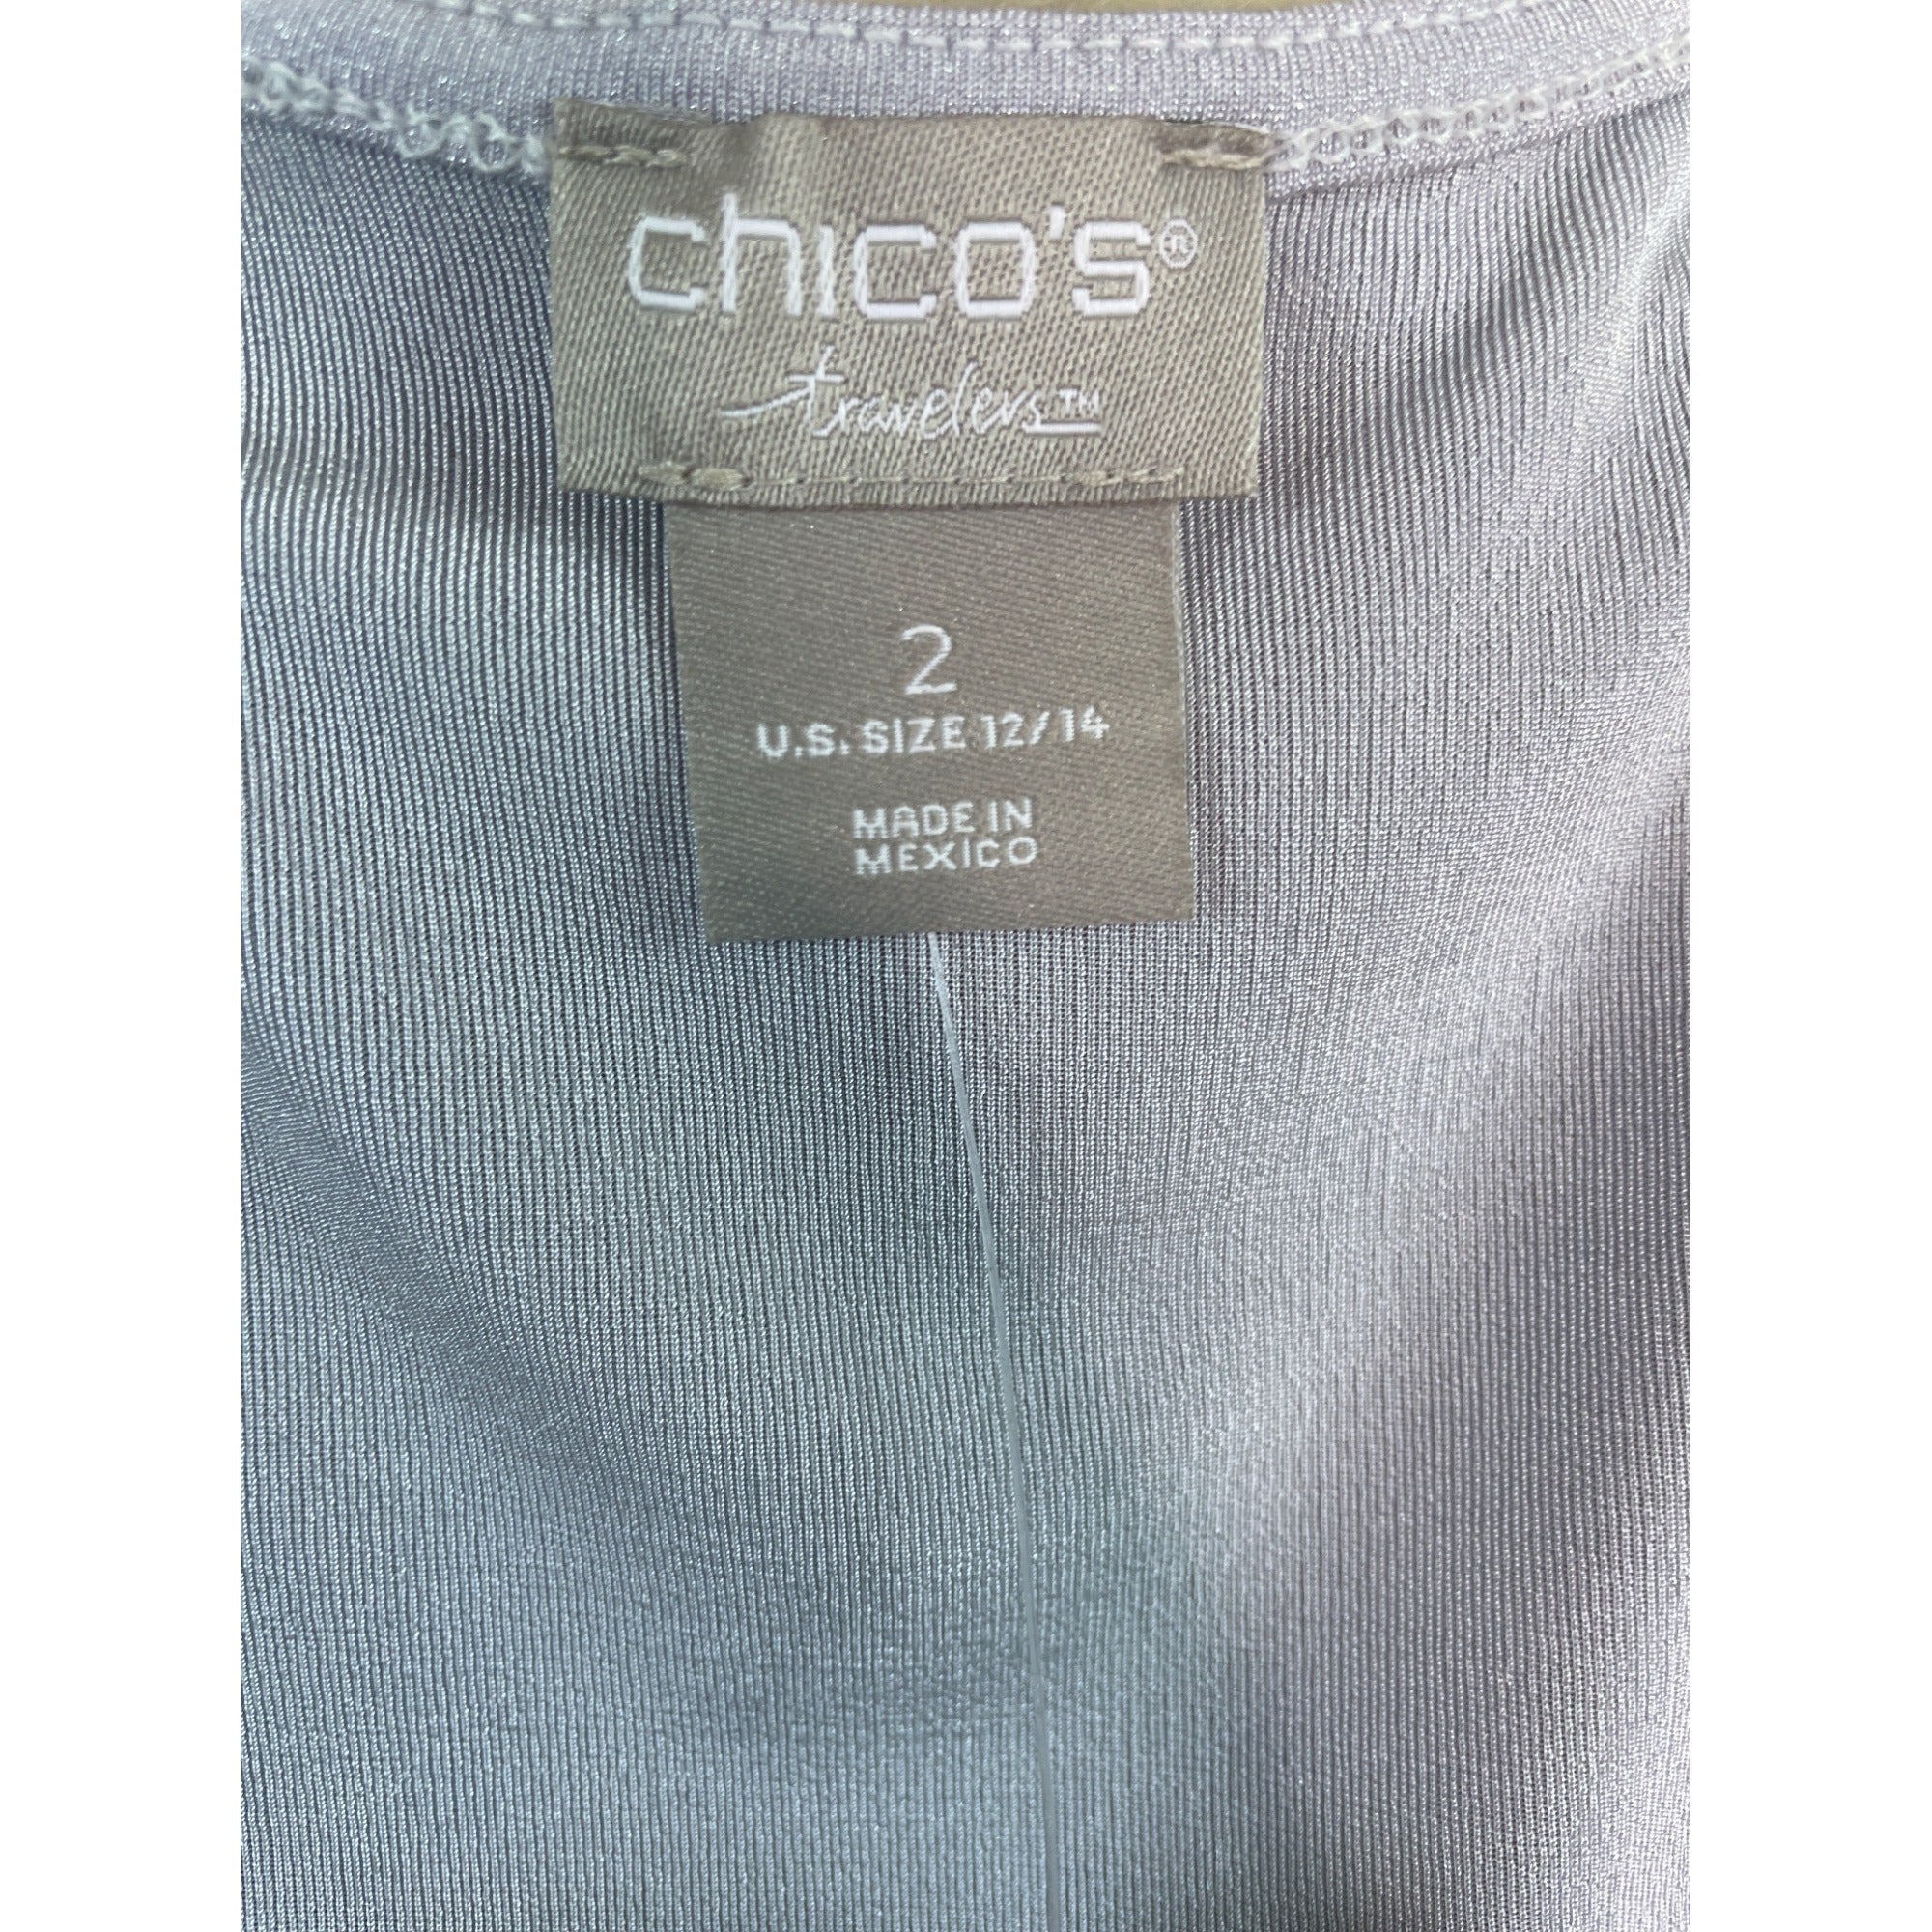 chico's®
travelers™
2
U.S. SIZE 12/14
MADE IN
MEXICO